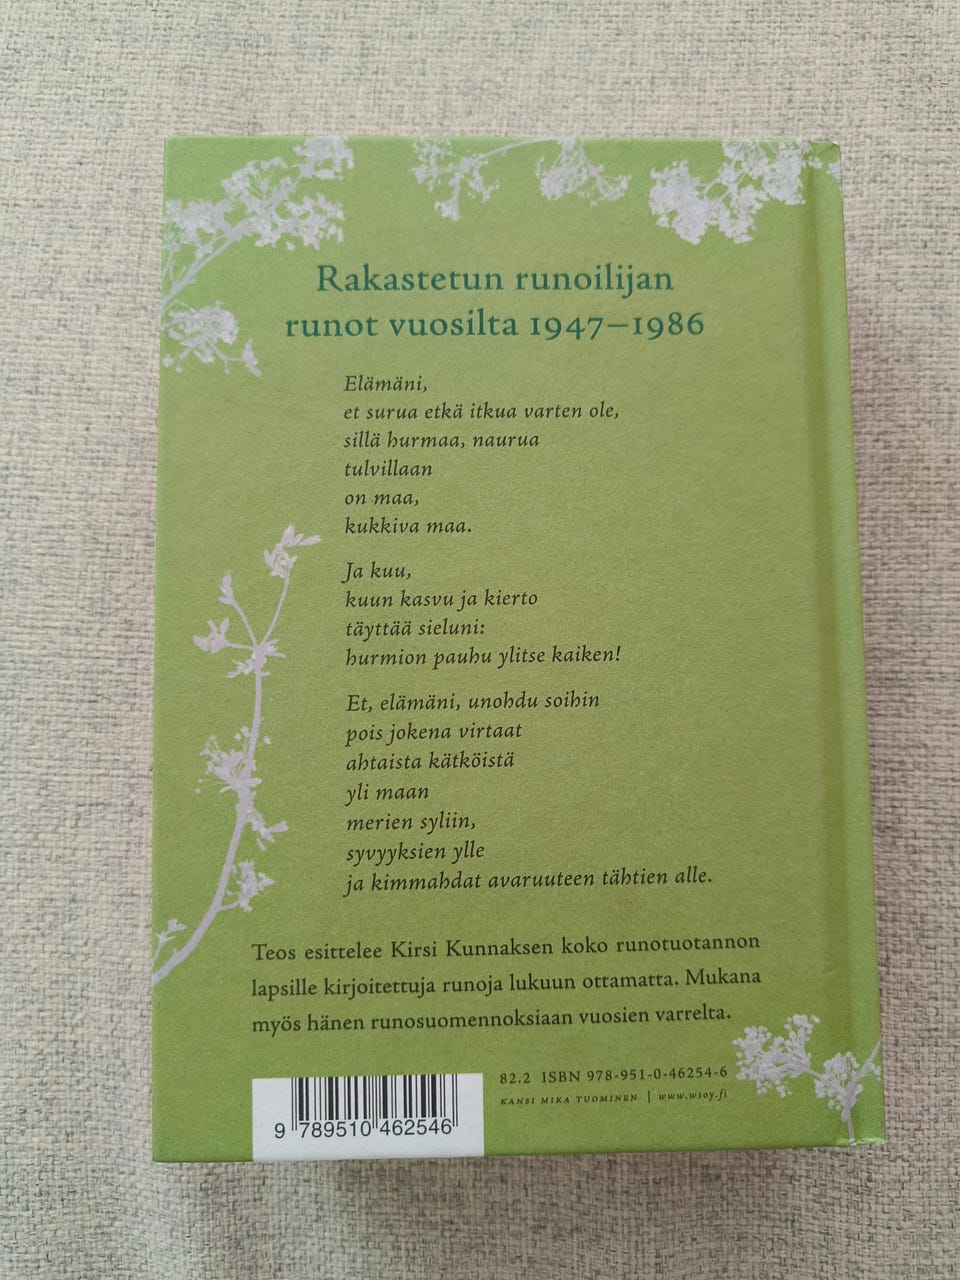 Rakastetun runoilijan
runot vuosilta 1947–1986
Elämäni,
et surua etkä itkua varten ole,
sillä hurmaa, naurua
tulvillaan
on maa,
kukkiva maa.
Ja kuu,
kuun kasvu ja kierto
täyttää sieluni:
hurmion pauhu ylitse kaiken!
Et, elämäni, unohdu soihin
pois jokena virtaat
ahtaista kätköistä
yli maan
merien syliin,
syvyyksien ylle
ja kimmahdat avaruuteen tähtien alle.
Teos esittelee Kirsi Kunnaksen koko runotuotannon
lapsille kirjoitettuja runoja lukuun ottamatta. Mukana
myös hänen runosuomennoksiaan vuosien varrelta.
82.2 ISBN 978-951-0-46254-6
KANSI MIKA TUOMINEN | www.wsoy.fi
9 789510 462546